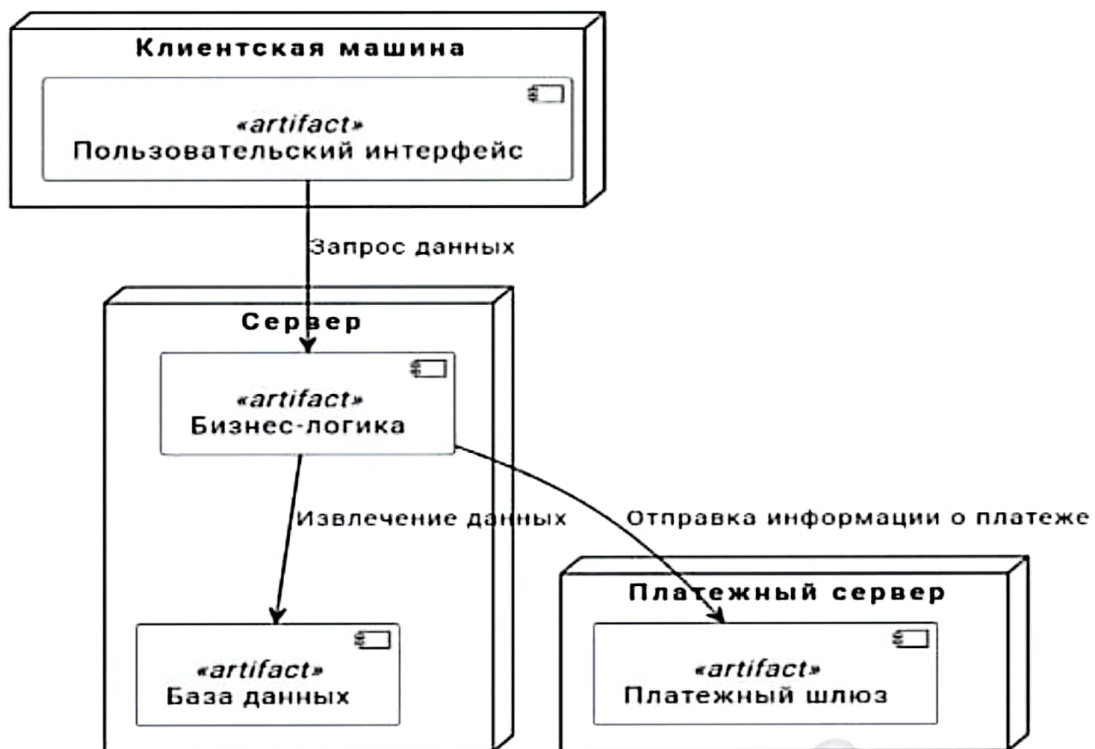 Клиентская машина
«artifact»
Пользовательский интерфейс
Запрос данных
Сервер
«artifact»
Бизнес-логика
Извлечение данных
Отправка информации о платеже
Платежный сервер
«artifact»
База данных
«artifact»
Платежный шлюз